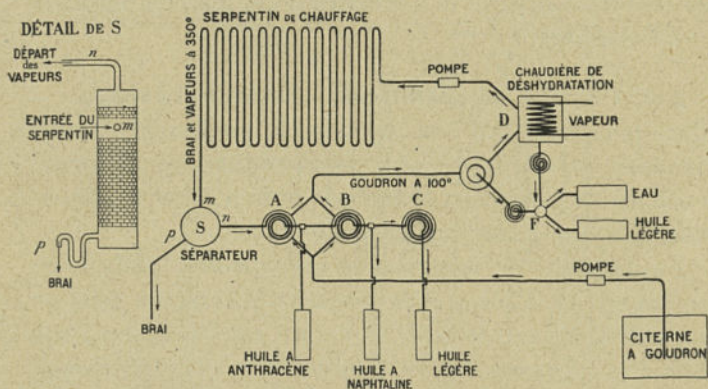 DÉTAIL DE S
n
DÉPART
des
VAPEURS
ENTRÉE DU
SERPENTIN
m
p
BRAI
SERPENTIN DE CHAUFFAGE
BRAI et VAPEURS à 350°
POMPE
CHAUDIÈRE DE
DÉSHYDRATATION
D
VAPEUR
GOUDRON A 100°
EAU
F
HUILE
LÉGÈRE
m
S
n
p
SÉPARATEUR
A
B
C
BRAI
POMPE
HUILE A
ANTHRACÈNE
HUILE A
NAPHTALINE
HUILE
LÉGÈRE
CITERNE
A GOUDRON